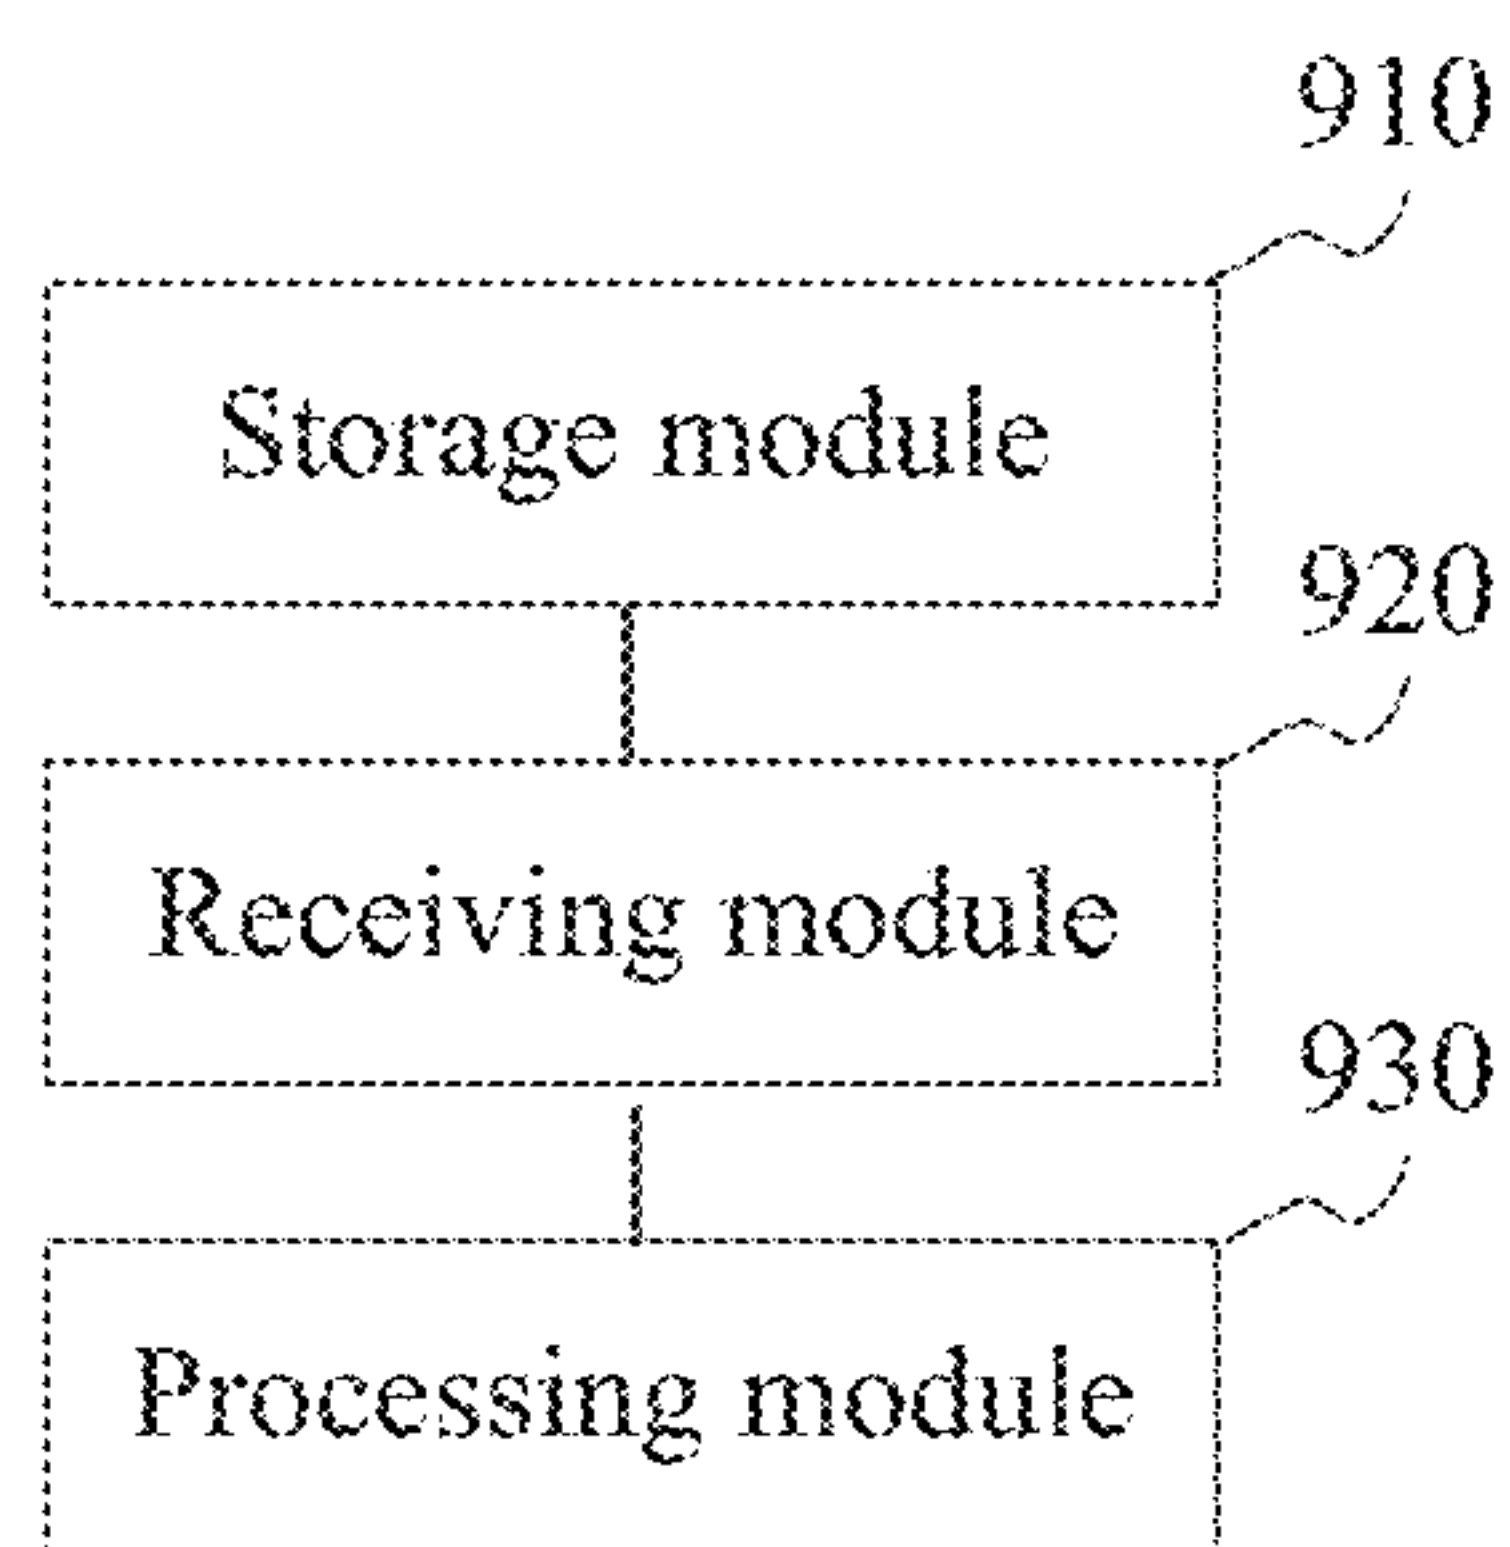 910
Storage module
920
Receiving module
930
Processing module